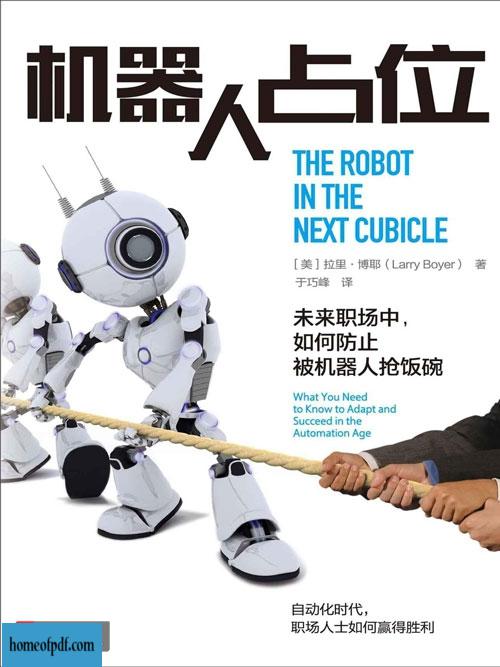 机器人占位
THE ROBOT
IN THE
NEXT CUBICLE
[美]拉里·博耶(Larry Boyer) 著
于巧峰 译
未来职场中，
如何防止
被机器人抢饭碗
What You Need
to Know to Adapt and
Succeed in the
Automation Age
自动化时代，
职场人士如何赢得胜利
homeofpdf.com